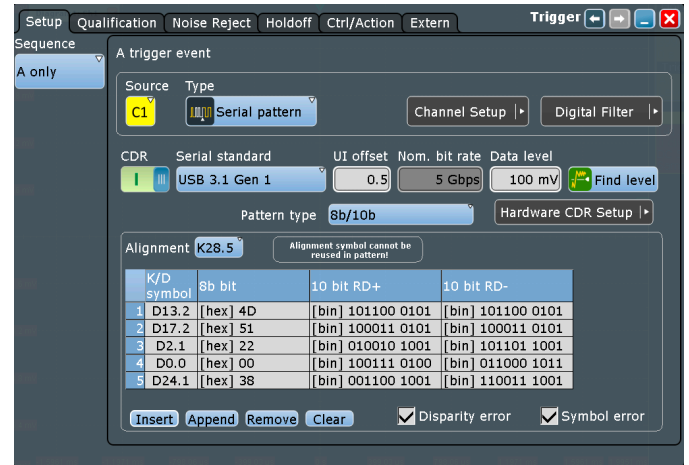 Setup Qualification Noise Reject Holdoff Ctrl/Action Extern Trigger
Sequence
A only
A trigger event
Source Type
C1 Serial pattern Channel Setup Digital Filter
CDR Serial standard UI offset Nom. bit rate Data level
USB 3.1 Gen 1 0.5 5 Gbps 100 mV Find level
Pattern type 8b/10b Hardware CDR Setup
Alignment K28.5 Alignment symbol cannot be
reused in pattern!
K/D
symbol 8b bit 10 bit RD+ 10 bit RD-
1 D13.2 [hex] 4D [bin] 101100 0101 [bin] 101100 0101
2 D17.2 [hex] 51 [bin] 100011 0101 [bin] 100011 0101
3 D2.1 [hex] 22 [bin] 010010 1001 [bin] 101101 1001
4 D0.0 [hex] 00 [bin] 100111 0100 [bin] 011000 1011
5 D24.1 [hex] 38 [bin] 001100 1001 [bin] 110011 1001
Insert Append Remove Clear Disparity error Symbol error